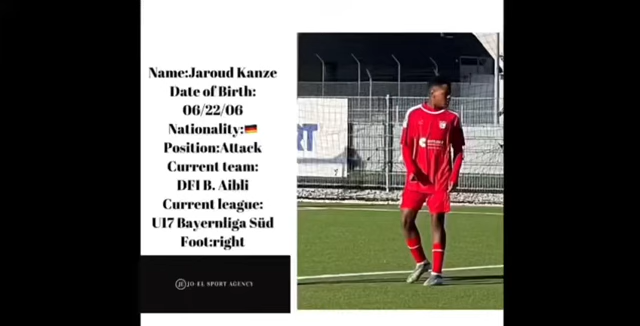 Name:Jaroud Kanze
Date of Birth:
06/22/06
Nationality:🇩🇪
Position:Attack
Current team:
DFI B. Aibli
Current league:
U17 Bayernliga Süd
Foot:right
JO-EL SPORT AGENCY
RT